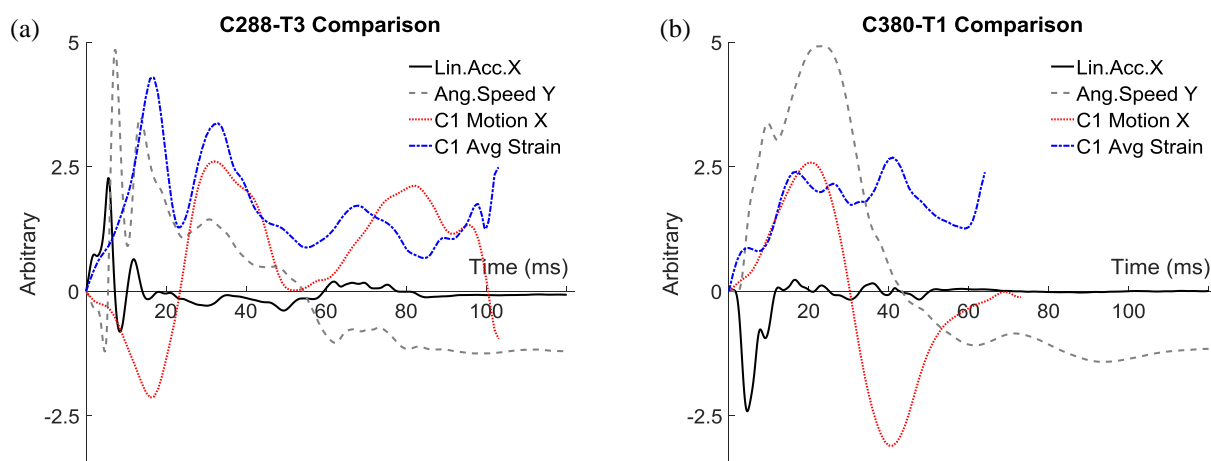 (a)
C288-T3 Comparison
5
2.5
0
-2.5
Arbitrary
Lin.Acc.X
Ang.Speed Y
C1 Motion X
C1 Avg Strain
Time (ms)
20 40 60 80 100
(b)
C380-T1 Comparison
5
2.5
0
-2.5
Arbitrary
Lin.Acc.X
Ang.Speed Y
C1 Motion X
C1 Avg Strain
Time (ms)
20 40 60 80 100